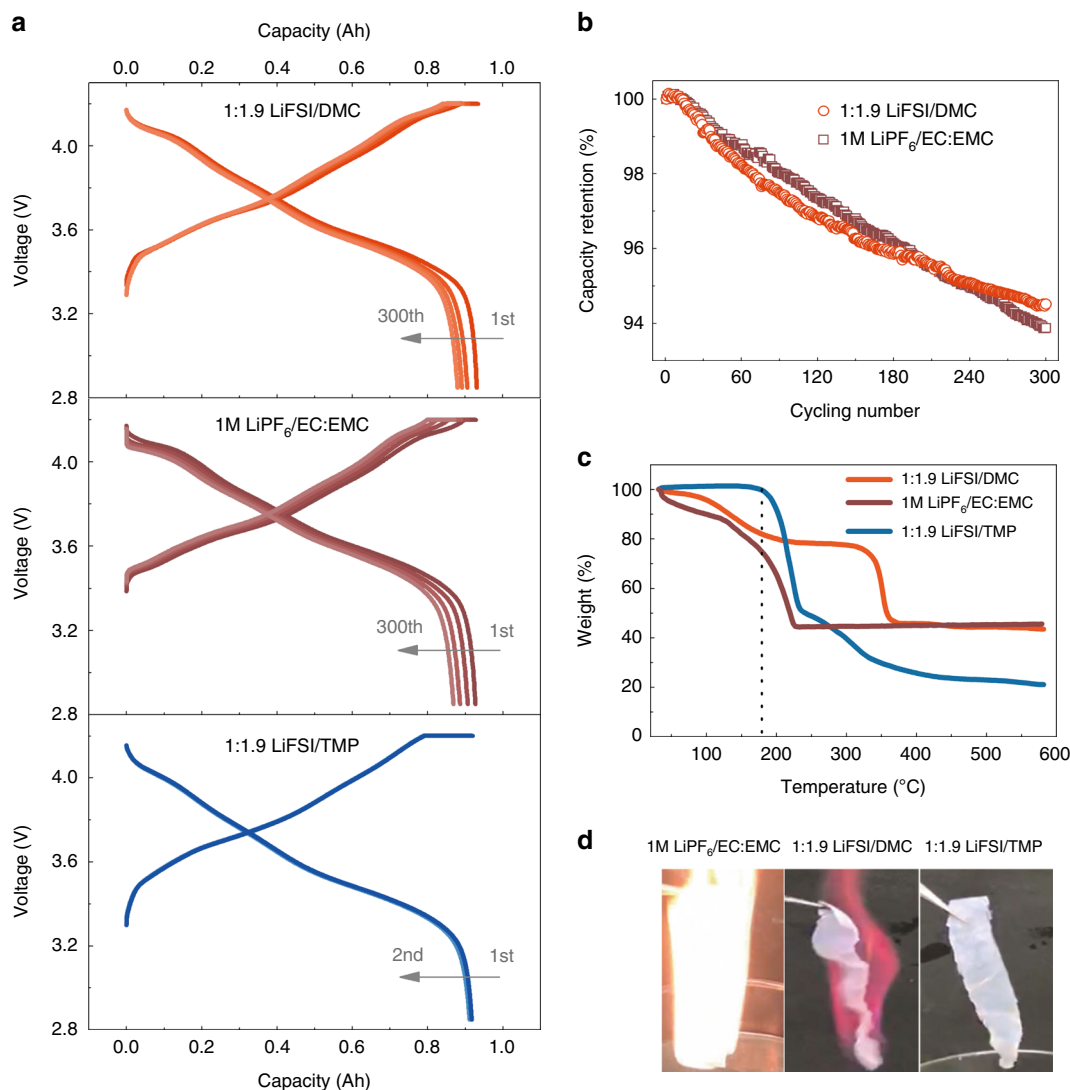 a
Capacity (Ah)
0.0 0.2 0.4 0.6 0.8 1.0
1:1.9 LiFSI/DMC
4.0
3.6
3.2
2.8
Voltage (V)
300th 1st
1M LiPF₆/EC:EMC
4.0
3.6
3.2
2.8
300th 1st
1:1.9 LiFSI/TMP
4.0
3.6
3.2
2.8
Voltage (V)
2nd 1st
0.0 0.2 0.4 0.6 0.8 1.0
Capacity (Ah)
b
100
98
96
94
Capacity retention (%)
1:1.9 LiFSI/DMC
1M LiPF₆/EC:EMC
0 60 120 180 240 300
Cycling number
c
100
80
60
40
20
0
Weight (%)
1:1.9 LiFSI/DMC
1M LiPF₆/EC:EMC
1:1.9 LiFSI/TMP
100 200 300 400 500 600
Temperature (°C)
d
1M LiPF₆/EC:EMC 1:1.9 LiFSI/DMC 1:1.9 LiFSI/TMP